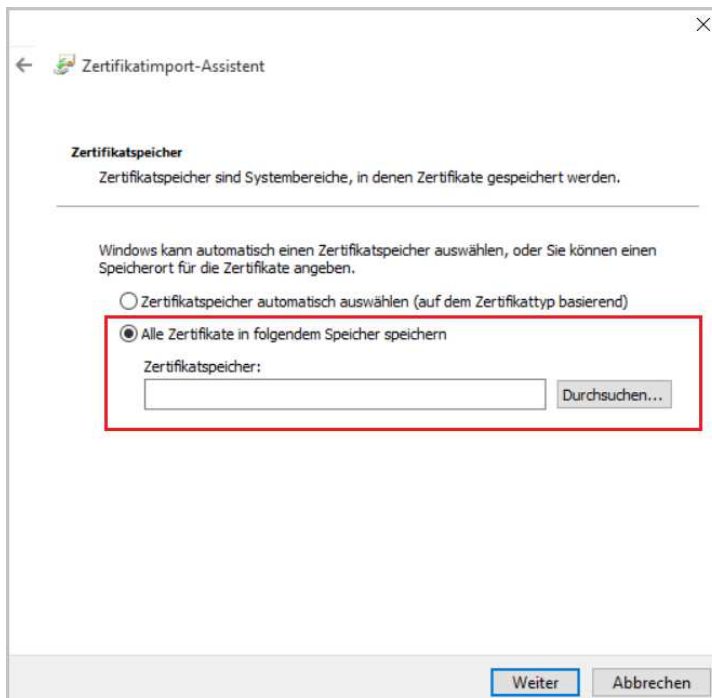 Zertifikatimport-Assistent
Zertifikatspeicher
Zertifikatspeicher sind Systembereiche, in denen Zertifikate gespeichert werden.
Windows kann automatisch einen Zertifikatspeicher auswählen, oder Sie können einen
Speicherort für die Zertifikate angeben.
Zertifikatspeicher automatisch auswählen (auf dem Zertifikattyp basierend)
Alle Zertifikate in folgendem Speicher speichern
Zertifikatspeicher:
Durchsuchen...
Weiter
Abbrechen